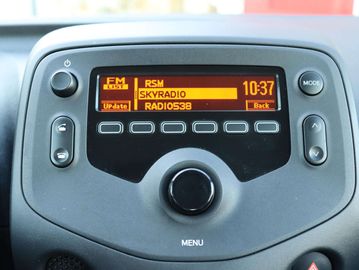 FM
LIST
RSM
SKYRADIO
RADIO538
10:37
Update
Back
MODE
MENU